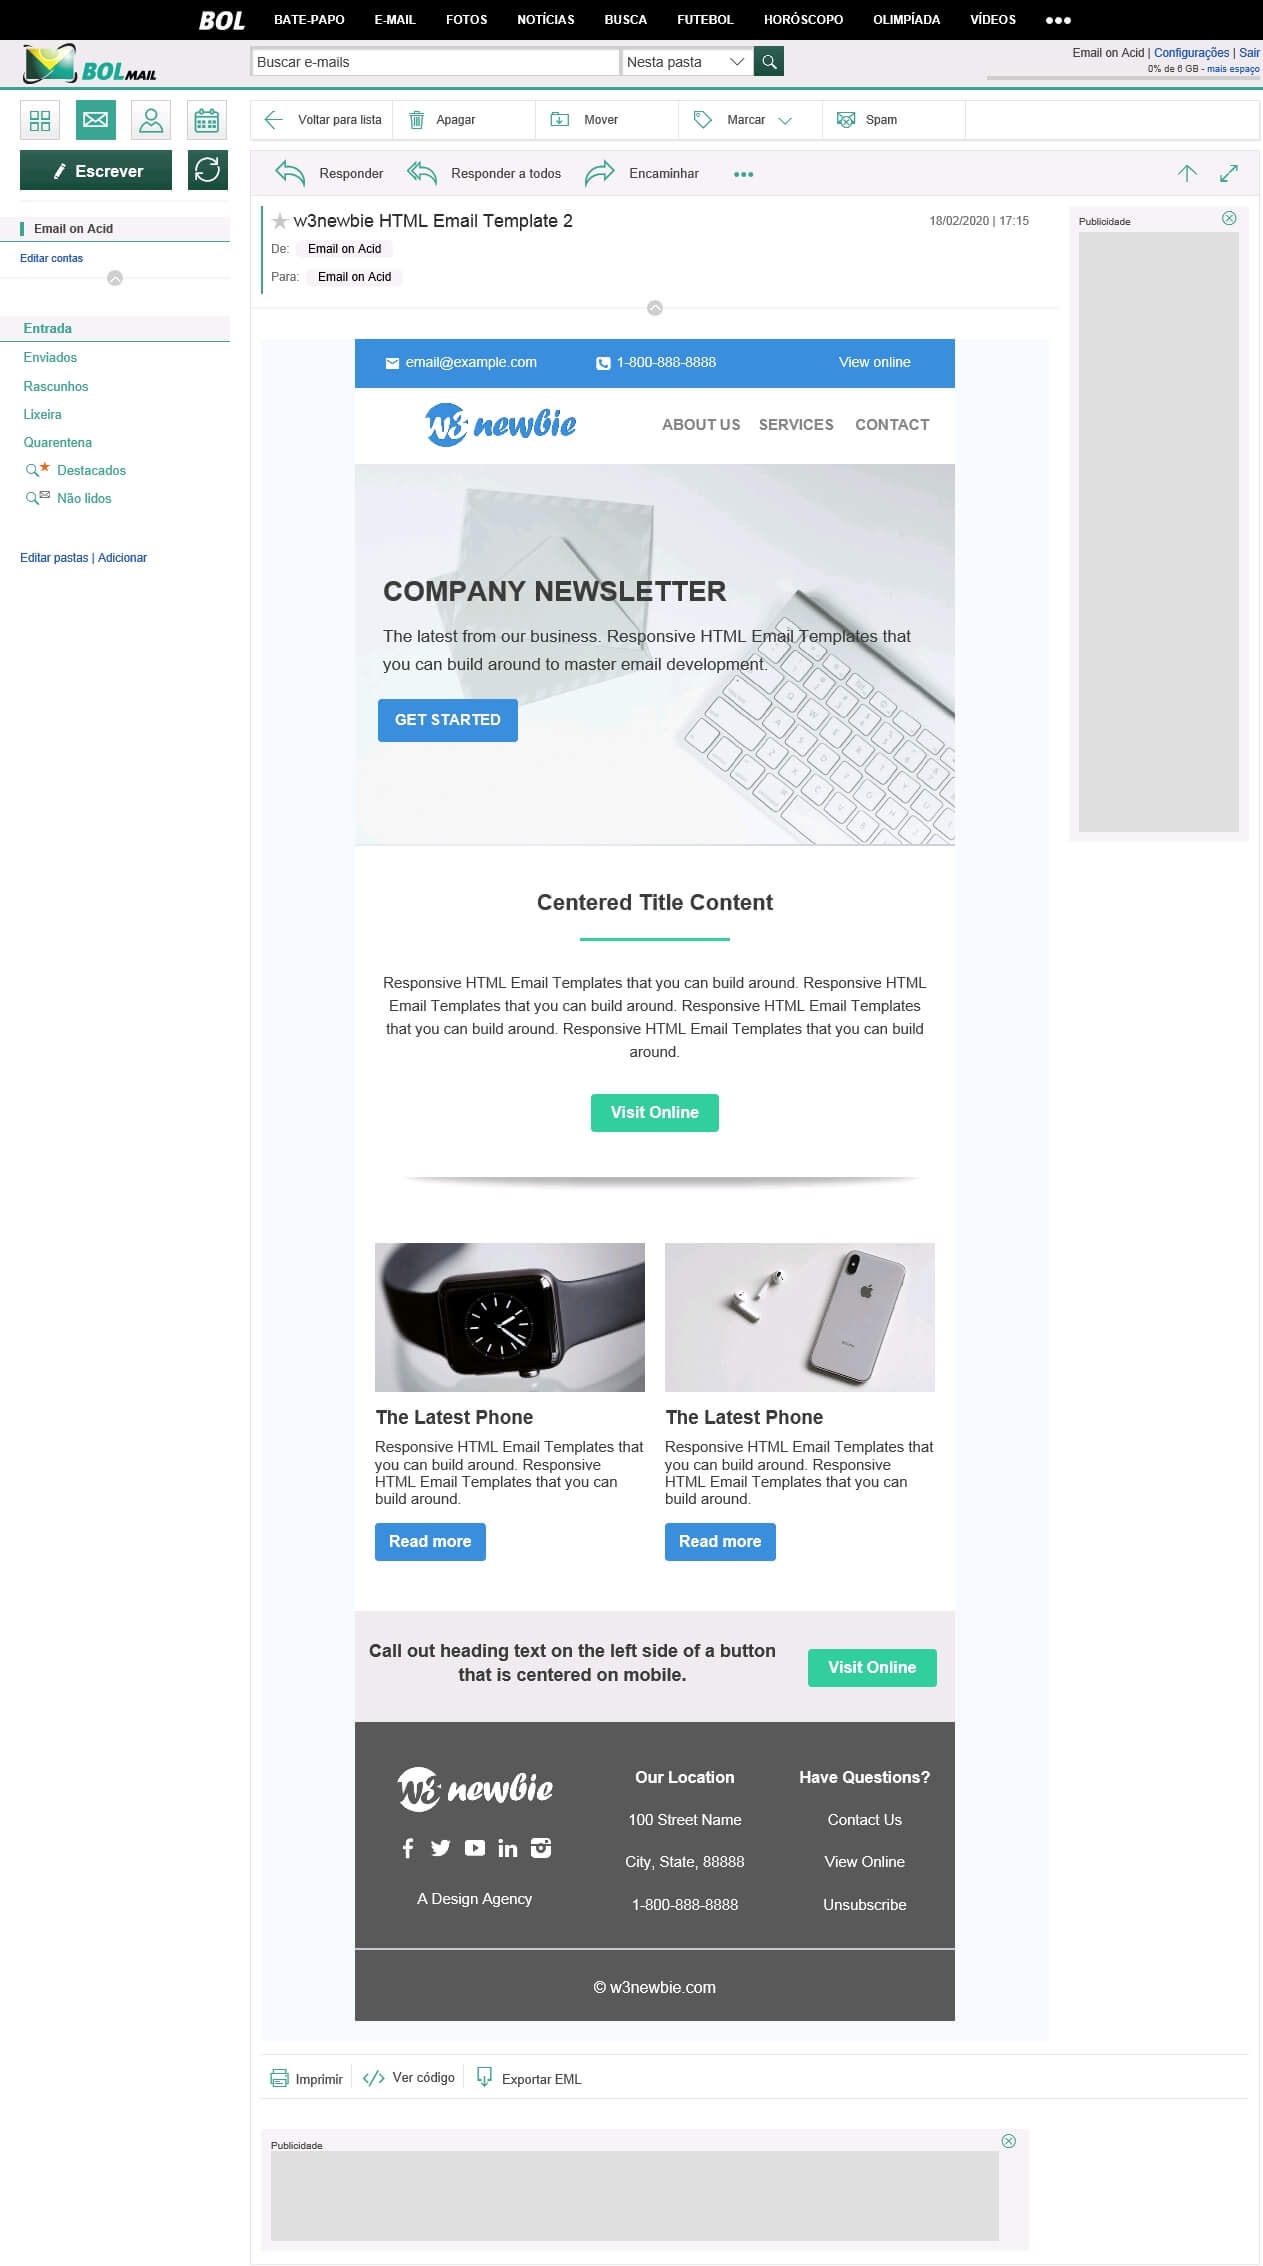 BOL BATE-PAPO E-MAIL FOTOS NOTÍCIAS BUSCA FUTEBOL HORÓSCOPO OLIMPÍADA VÍDEOS
BOL MAIL
Buscar e-mails
Nesta pasta
Email on Acid | Configurações | Sair
0% de 6 GB - mais espaço
Voltar para lista
Apagar
Mover
Marcar
Spam
Escrever
Responder
Responder a todos
Encaminhar
Email on Acid
Editar contas
Entrada
Enviados
Rascunhos
Lixeira
Quarentena
Destacados
Não lidos
Editar pastas | Adicionar
w3newbie HTML Email Template 2
18/02/2020 | 17:15
De: Email on Acid
Para: Email on Acid
Publicidade
email@example.com
1-800-888-8888
View online
w3 newbie
ABOUT US SERVICES CONTACT
COMPANY NEWSLETTER
The latest from our business. Responsive HTML Email Templates that
you can build around to master email development.
GET STARTED
Centered Title Content
Responsive HTML Email Templates that you can build around. Responsive HTML
Email Templates that you can build around. Responsive HTML Email Templates
that you can build around. Responsive HTML Email Templates that you can build
around.
Visit Online
The Latest Phone
Responsive HTML Email Templates that
you can build around. Responsive
HTML Email Templates that you can
build around.
Read more
The Latest Phone
Responsive HTML Email Templates that
you can build around. Responsive
HTML Email Templates that you can
build around.
Read more
Call out heading text on the left side of a button
that is centered on mobile.
Visit Online
w3 newbie
A Design Agency
Our Location
100 Street Name
City, State, 88888
1-800-888-8888
Have Questions?
Contact Us
View Online
Unsubscribe
© w3newbie.com
Imprimir
Ver código
Exportar EML
Publicidade